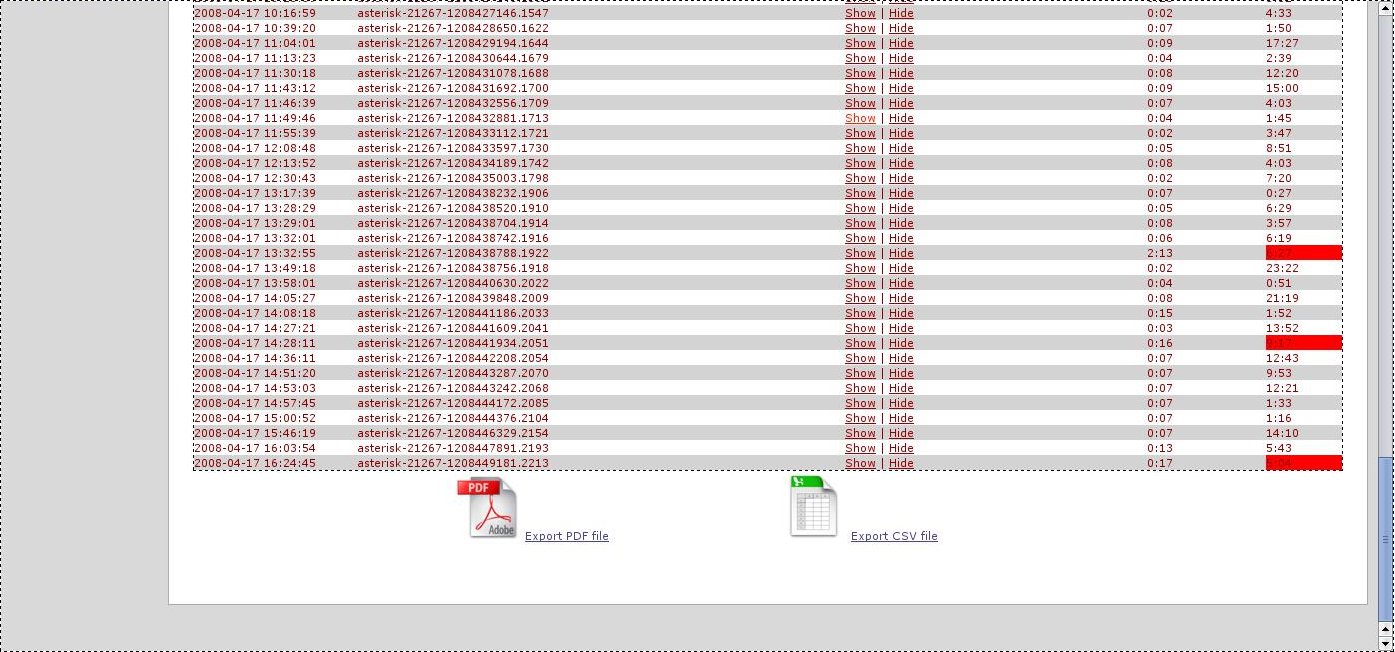 2008-04-17 10:16:59 asterisk-21267-1208427146.1547 Show | Hide 0:02 4:33
2008-04-17 10:39:20 asterisk-21267-1208428650.1622 Show | Hide 0:07 1:50
2008-04-17 11:04:01 asterisk-21267-1208429194.1644 Show | Hide 0:09 17:27
2008-04-17 11:13:23 asterisk-21267-1208430644.1679 Show | Hide 0:04 2:39
2008-04-17 11:30:18 asterisk-21267-1208431078.1688 Show | Hide 0:08 12:20
2008-04-17 11:43:12 asterisk-21267-1208431692.1700 Show | Hide 0:09 15:00
2008-04-17 11:46:39 asterisk-21267-1208432556.1709 Show | Hide 0:07 4:03
2008-04-17 11:49:46 asterisk-21267-1208432881.1713 Show | Hide 0:04 1:45
2008-04-17 11:55:39 asterisk-21267-1208433112.1721 Show | Hide 0:02 3:47
2008-04-17 12:08:48 asterisk-21267-1208433597.1730 Show | Hide 0:05 8:51
2008-04-17 12:13:52 asterisk-21267-1208434189.1742 Show | Hide 0:08 4:03
2008-04-17 12:30:43 asterisk-21267-1208435003.1798 Show | Hide 0:02 7:20
2008-04-17 13:17:39 asterisk-21267-1208438232.1906 Show | Hide 0:07 0:27
2008-04-17 13:28:29 asterisk-21267-1208438520.1910 Show | Hide 0:05 6:29
2008-04-17 13:29:01 asterisk-21267-1208438704.1914 Show | Hide 0:08 3:57
2008-04-17 13:32:01 asterisk-21267-1208438742.1916 Show | Hide 0:06 6:19
2008-04-17 13:32:55 asterisk-21267-1208438788.1922 Show | Hide 2:13
2008-04-17 13:49:18 asterisk-21267-1208438756.1918 Show | Hide 0:02 23:22
2008-04-17 13:58:01 asterisk-21267-1208440630.2022 Show | Hide 0:04 0:51
2008-04-17 14:05:27 asterisk-21267-1208439848.2009 Show | Hide 0:08 21:19
2008-04-17 14:08:18 asterisk-21267-1208441186.2033 Show | Hide 0:15 1:52
2008-04-17 14:27:21 asterisk-21267-1208441609.2041 Show | Hide 0:03 13:52
2008-04-17 14:28:11 asterisk-21267-1208441934.2051 Show | Hide 0:16
2008-04-17 14:36:11 asterisk-21267-1208442208.2054 Show | Hide 0:07 12:43
2008-04-17 14:51:20 asterisk-21267-1208443287.2070 Show | Hide 0:07 9:53
2008-04-17 14:53:03 asterisk-21267-1208443242.2068 Show | Hide 0:07 12:21
2008-04-17 14:57:45 asterisk-21267-1208444172.2085 Show | Hide 0:07 1:33
2008-04-17 15:00:52 asterisk-21267-1208444376.2104 Show | Hide 0:07 1:16
2008-04-17 15:46:19 asterisk-21267-1208446329.2154 Show | Hide 0:07 14:10
2008-04-17 16:03:54 asterisk-21267-1208447891.2193 Show | Hide 0:13 5:43
2008-04-17 16:24:45 asterisk-21267-1208449181.2213 Show | Hide 0:17
PDF
Adobe
Export PDF file
Export CSV file